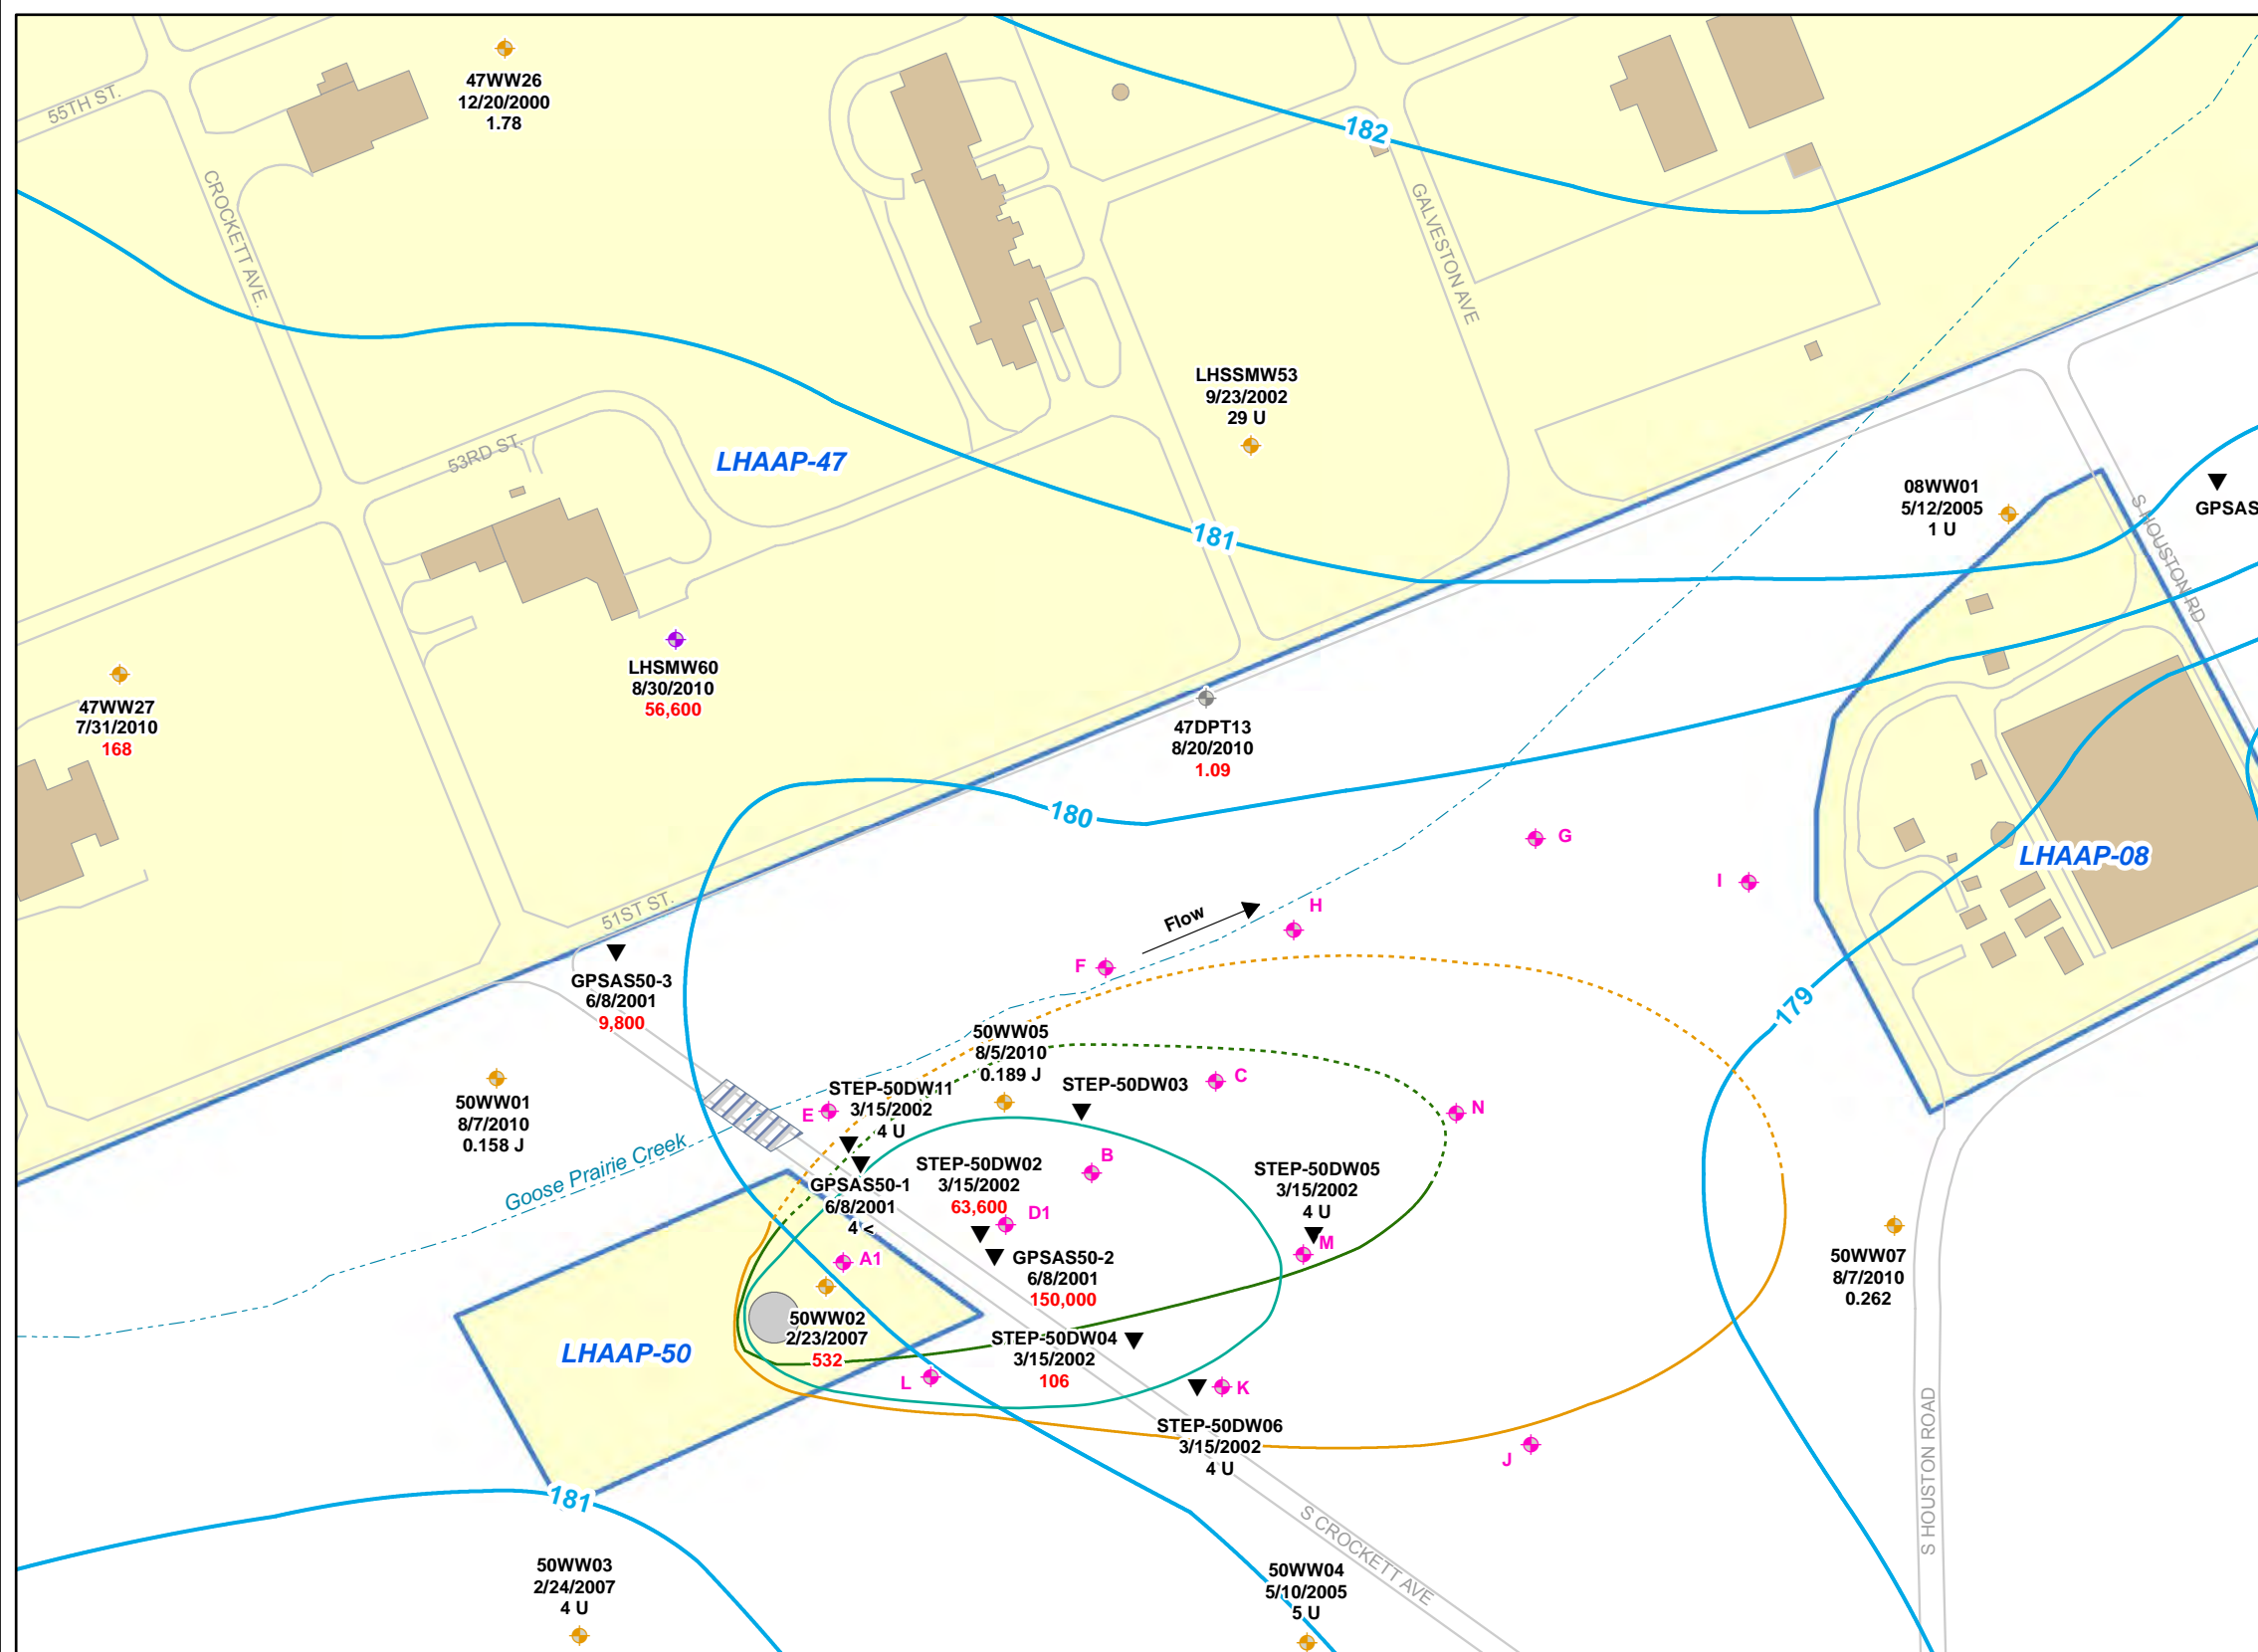 47WW26
12/20/2000
1.78
55TH ST.
182
CROCKETT AVE.
GALVESTON AVE
LHSSMW53
9/23/2002
29 U
53RD ST.
LHAAP-47
08WW01
5/12/2005
1 U
GPSAS
S HOUSTON RD
181
LHSMW60
8/30/2010
56,600
47WW27
7/31/2010
168
47DPT13
8/20/2010
1.09
180
G
LHAAP-08
I
51ST ST.
H
Flow
F
GPSAS50-3
6/8/2001
9,800
179
50WW05
8/5/2010
0.189 J
C
STEP-50DW03
STEP-50DW11
3/15/2002
4 U
E
N
50WW01
8/7/2010
0.158 J
Goose Prairie Creek
B
STEP-50DW02
3/15/2002
63,600
STEP-50DW05
3/15/2002
4 U
GPSAS50-1
6/8/2001
4 <
D1
M
A1
GPSAS50-2
6/8/2001
150,000
50WW07
8/7/2010
0.262
50WW02
2/23/2007
532
STEP-50DW04
3/15/2002
106
LHAAP-50
L
K
STEP-50DW06
3/15/2002
4 U
J
S HOUSTON ROAD
181
S CROCKETT AVE
50WW03
2/24/2007
4 U
50WW04
5/10/2005
5 U